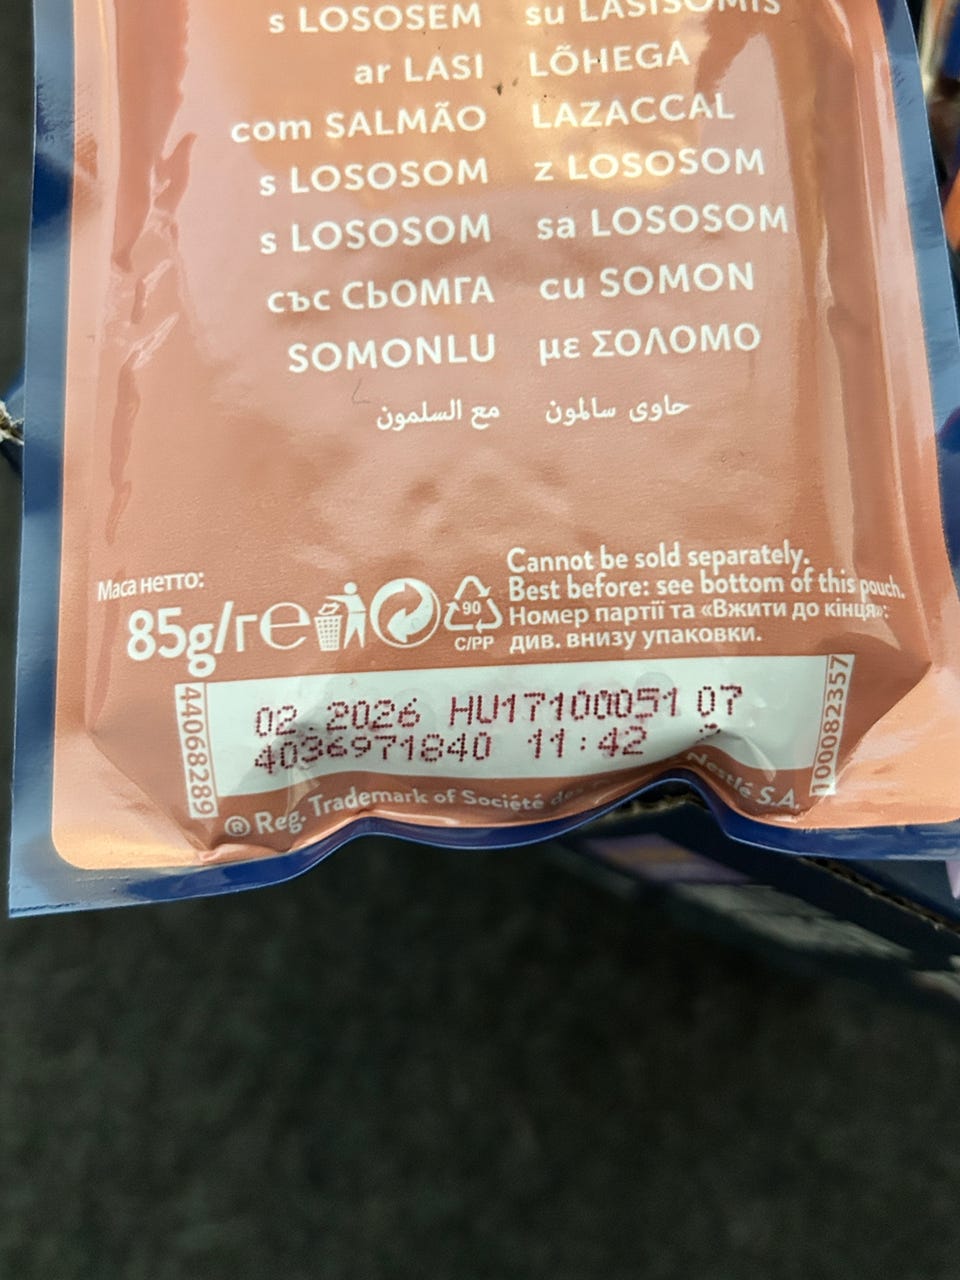 s LOSOSEM su LASIŠOMIS
ar LASI LÕHEGA
com SALMÃO LAZACCAL
s LOSOSOM z LOSOSOM
s LOSOSOM sa LOSOSOM
със СЬОМГА cu SOMON
SOMONLU με ΣΟΛΟΜΟ
مع السلمون حاوى سالمون
Cannot be sold separately.
Best before: see bottom of this pouch.
Номер партії та «Вжити до кінця»:
див. внизу упаковки.
Маса нетто:
85g/г℮
90
C/PP
44068289
02.2026 HU17100051 07
4036971840 11:42
100082357
® Reg. Trademark of Société des Nestlé S.A.